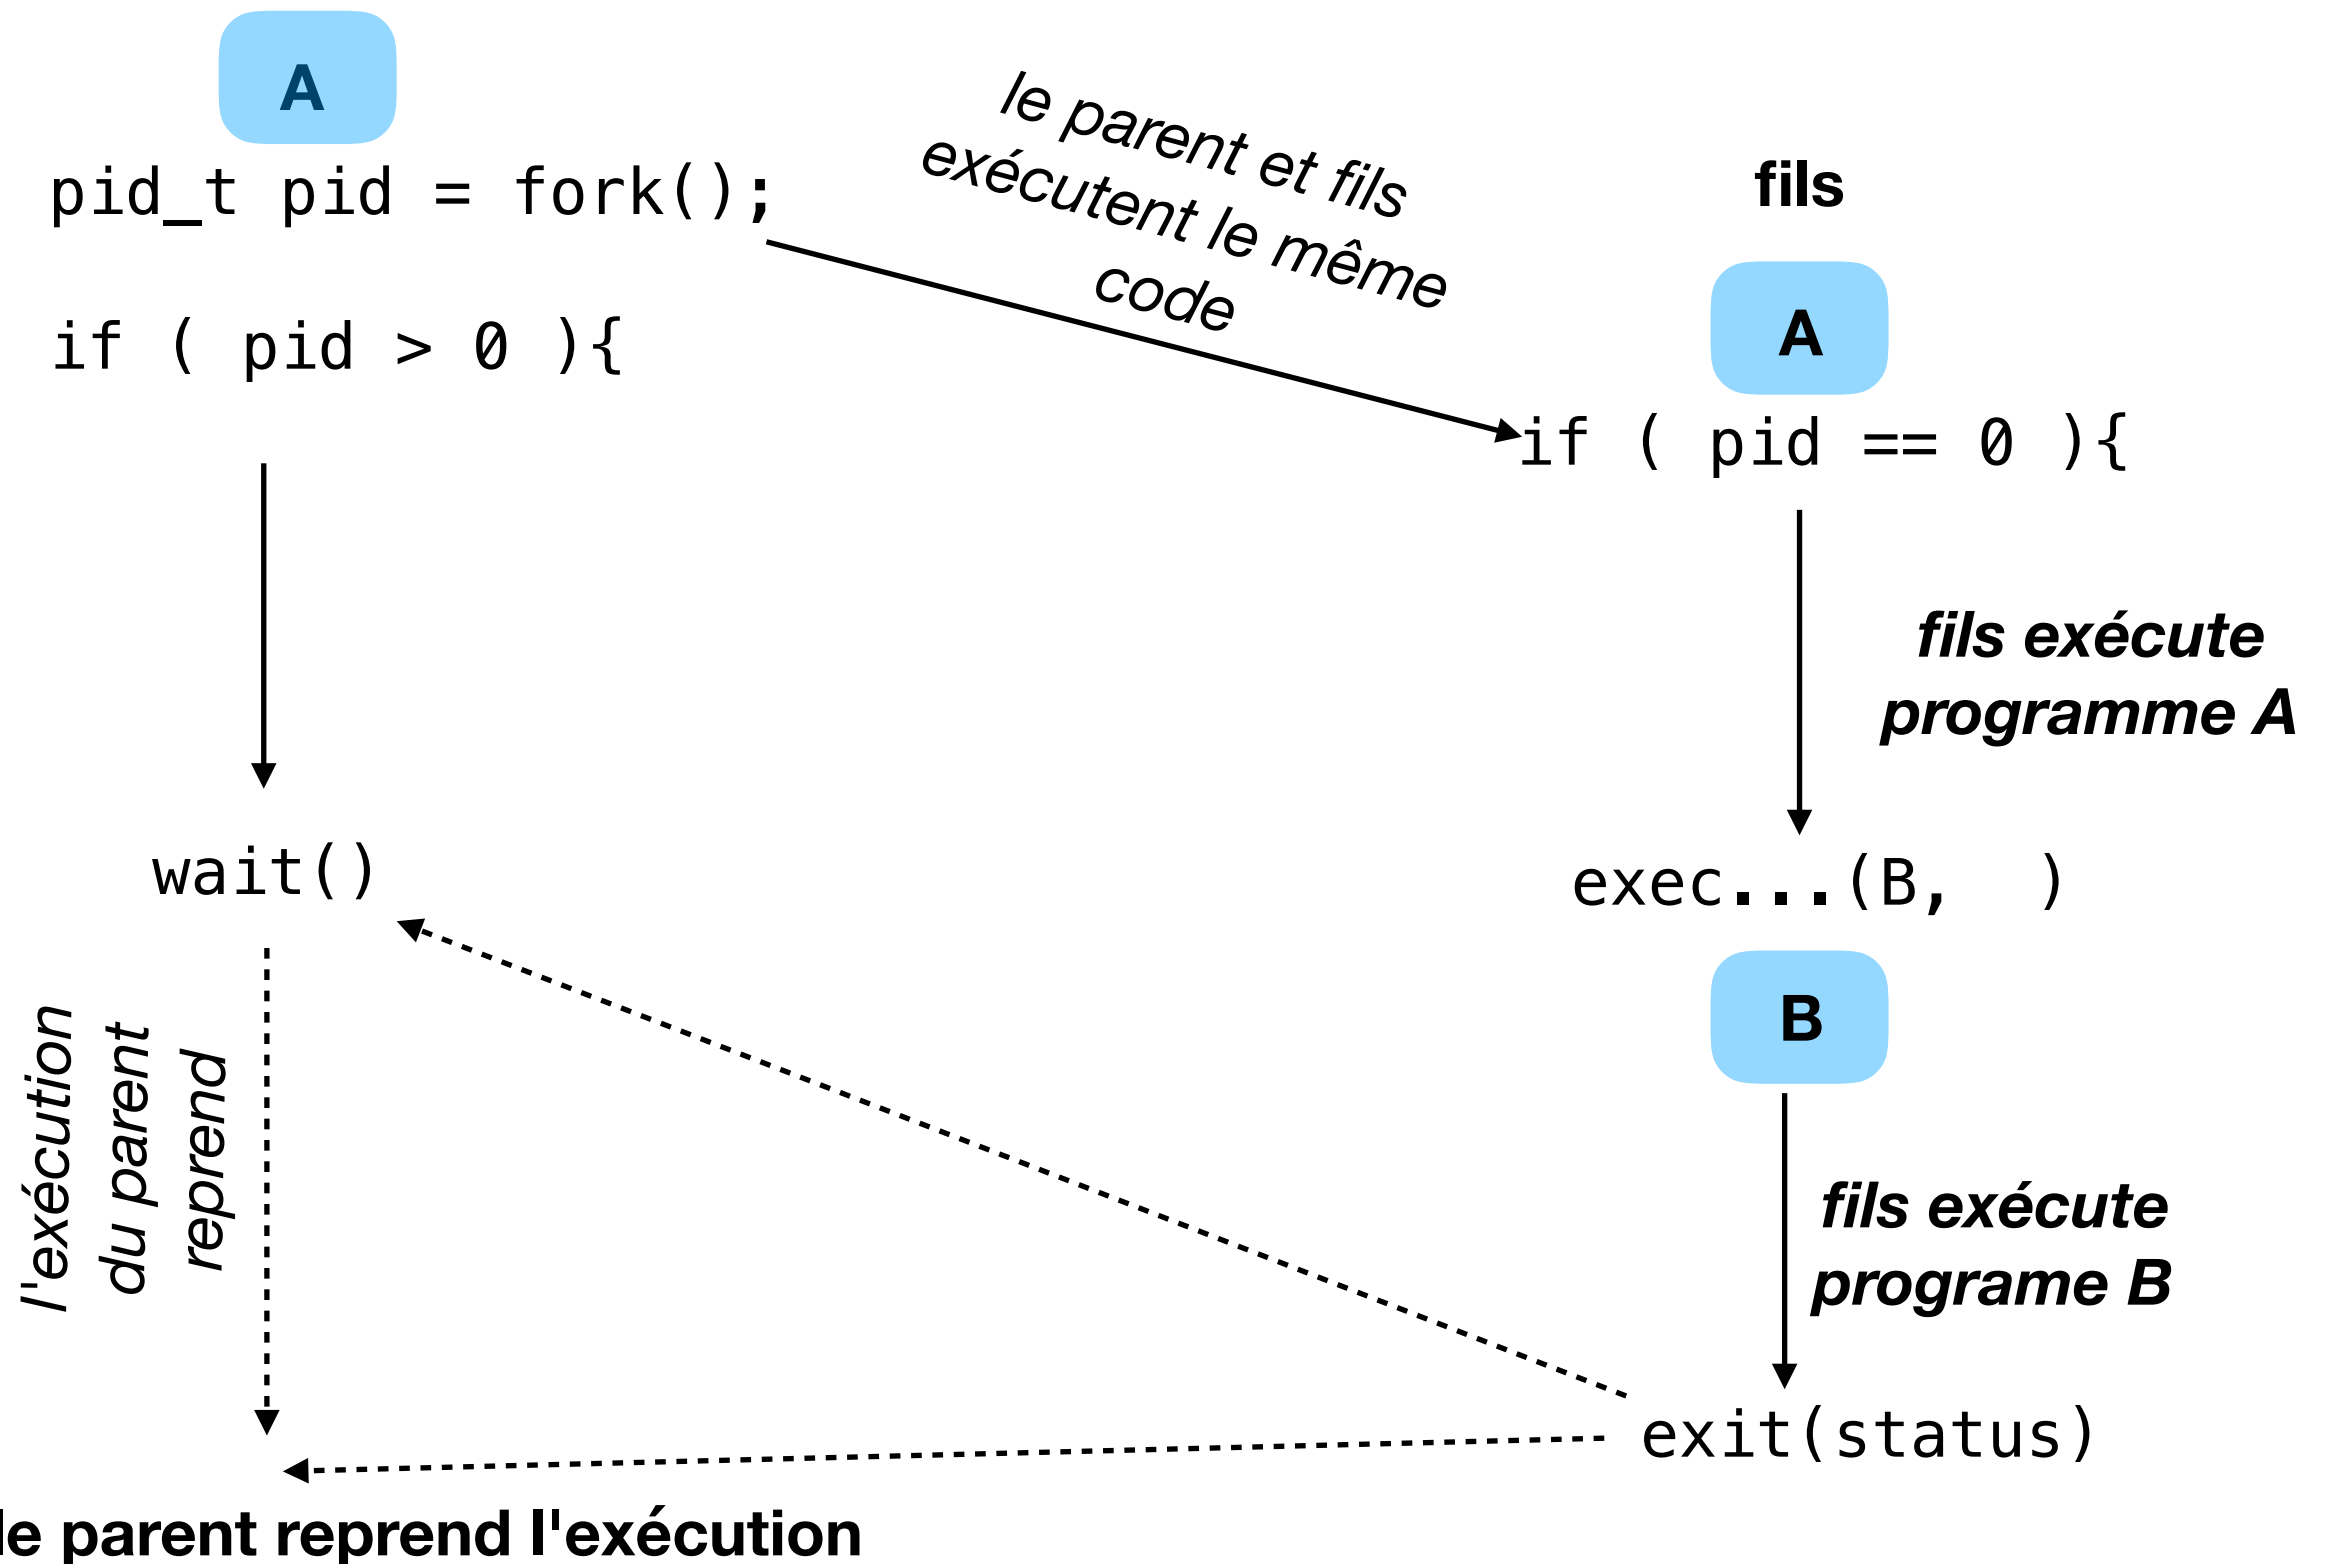 A
pid_t pid = fork();
if ( pid > 0 ){
le parent et fils
exécutent le même
code
fils
A
if ( pid == 0 ){
fils exécute
programme A
wait()
exec...(B,  )
B
l'exécution
du parent
reprend
fils exécute
programe B
exit(status)
le parent reprend l'exécution